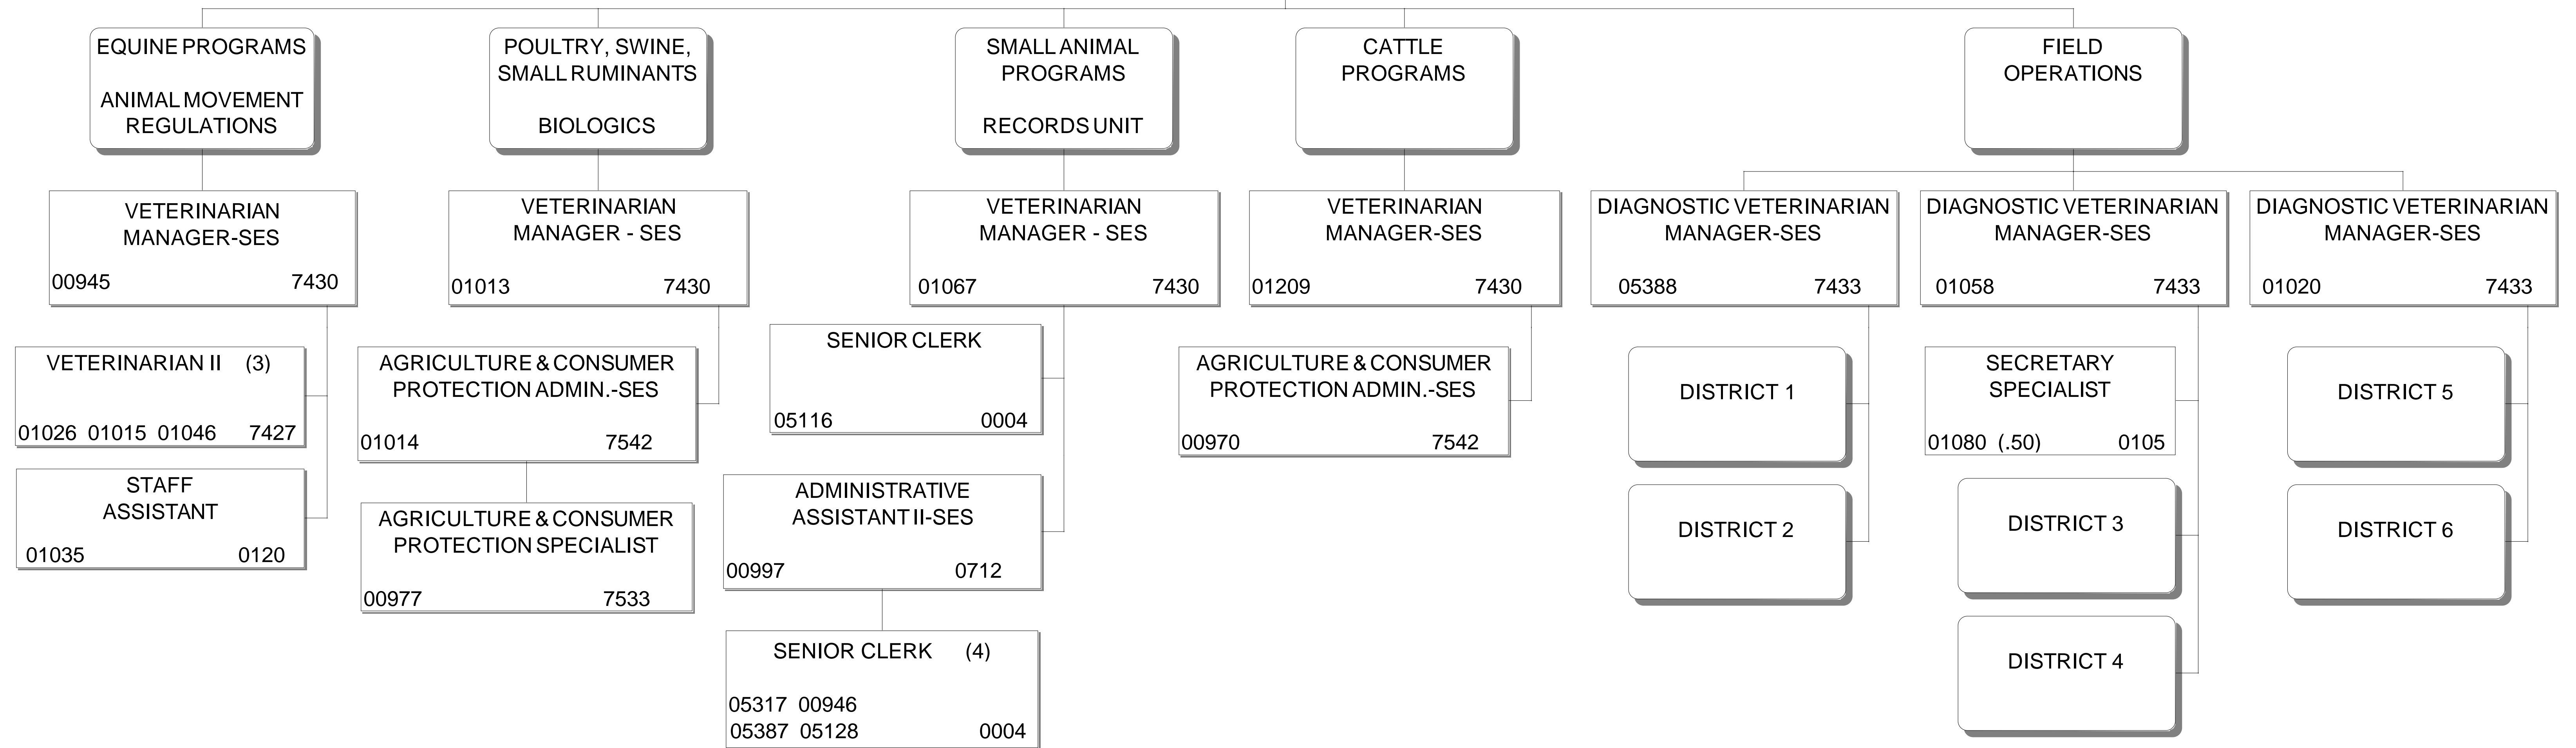 EQUINE PROGRAMS
ANIMAL MOVEMENT
REGULATIONS
POULTRY, SWINE,
SMALL RUMINANTS
BIOLOGICS
SMALL ANIMAL
PROGRAMS
RECORDS UNIT
CATTLE
PROGRAMS
FIELD
OPERATIONS
VETERINARIAN
MANAGER-SES
00945 7430
VETERINARIAN
MANAGER - SES
01013 7430
VETERINARIAN
MANAGER - SES
01067 7430
VETERINARIAN
MANAGER-SES
01209 7430
DIAGNOSTIC VETERINARIAN
MANAGER-SES
05388 7433
DIAGNOSTIC VETERINARIAN
MANAGER-SES
01058 7433
DIAGNOSTIC VETERINARIAN
MANAGER-SES
01020 7433
VETERINARIAN II (3)
01026 01015 01046 7427
STAFF
ASSISTANT
01035 0120
AGRICULTURE & CONSUMER
PROTECTION ADMIN.-SES
01014 7542
AGRICULTURE & CONSUMER
PROTECTION SPECIALIST
00977 7533
SENIOR CLERK
05116 0004
ADMINISTRATIVE
ASSISTANT II-SES
00997 0712
SENIOR CLERK (4)
05317 00946
05387 05128 0004
AGRICULTURE & CONSUMER
PROTECTION ADMIN.-SES
00970 7542
DISTRICT 1
DISTRICT 2
SECRETARY
SPECIALIST
01080 (.50) 0105
DISTRICT 3
DISTRICT 4
DISTRICT 5
DISTRICT 6